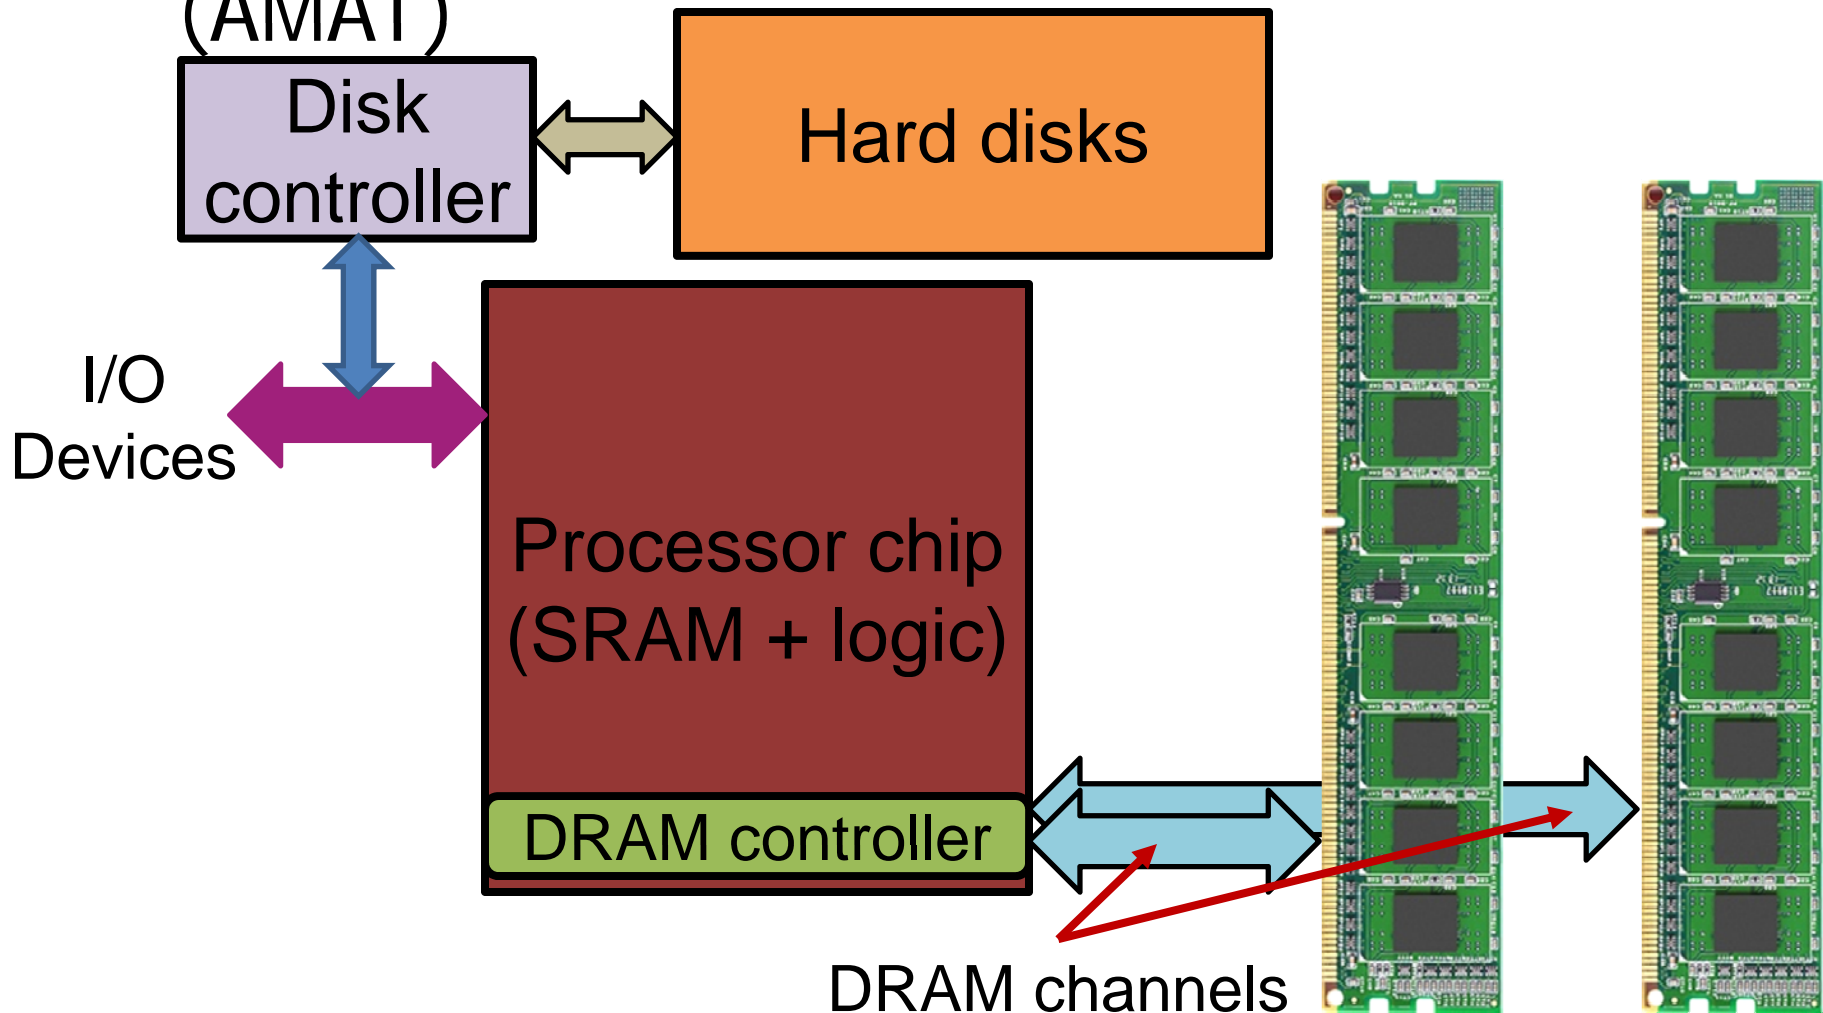 (AMAT)
Disk
controller
Hard disks
I/O
Devices
Processor chip
(SRAM + logic)
DRAM controller
DRAM channels